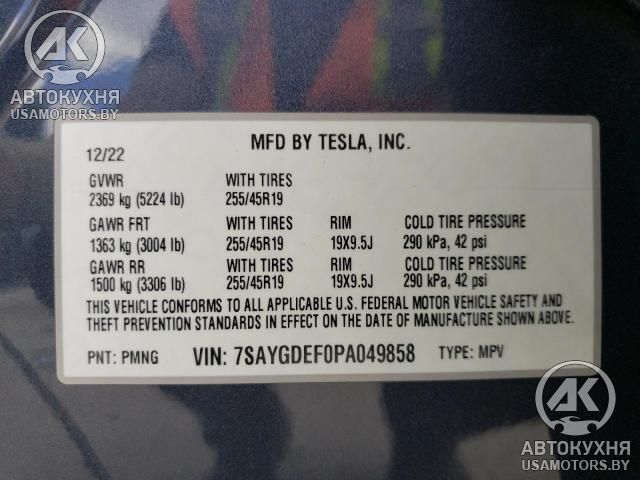 AK
АВТОКУХНЯ
USAMOTORS.BY
MFD BY TESLA, INC.
12/22
GVWR WITH TIRES
2369 kg (5224 lb) 255/45R19
GAWR FRT WITH TIRES RIM COLD TIRE PRESSURE
1363 kg (3004 lb) 255/45R19 19X9.5J 290 kPa, 42 psi
GAWR RR WITH TIRES RIM COLD TIRE PRESSURE
1500 kg (3306 lb) 255/45R19 19X9.5J 290 kPa, 42 psi
THIS VEHICLE CONFORMS TO ALL APPLICABLE U.S. FEDERAL MOTOR VEHICLE SAFETY AND
THEFT PREVENTION STANDARDS IN EFFECT ON THE DATE OF MANUFACTURE SHOWN ABOVE.
PNT: PMNG VIN: 7SAYGDEF0PA049858 TYPE: MPV
AK
АВТОКУХНЯ
USAMOTORS.BY